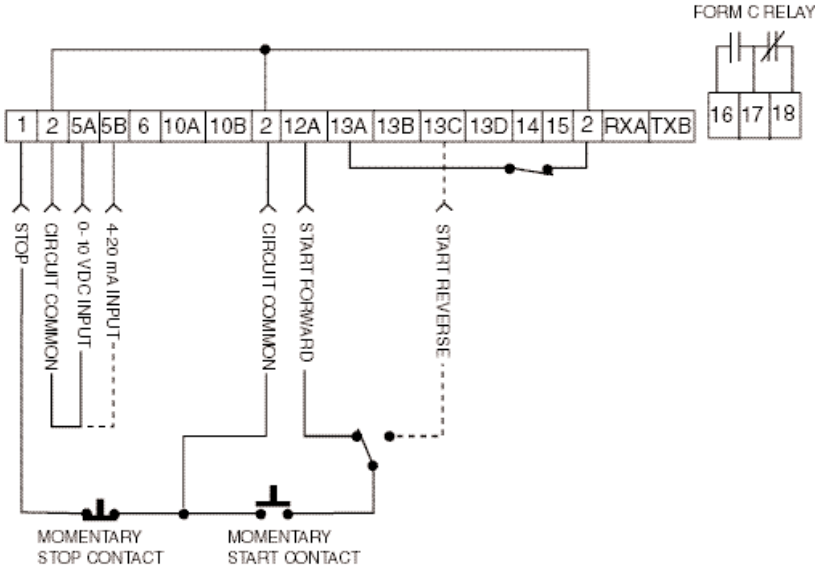 FORM C RELAY
1 2 5A 5B 6 10A 10B 2 12A 13A 13B 13C 13D 14 15 2 RXA TXB
16 17 18
STOP
CIRCUIT COMMON
0-10 VDC INPUT
4-20 mA INPUT
CIRCUIT COMMON
START FORWARD
START REVERSE
MOMENTARY
STOP CONTACT
MOMENTARY
START CONTACT